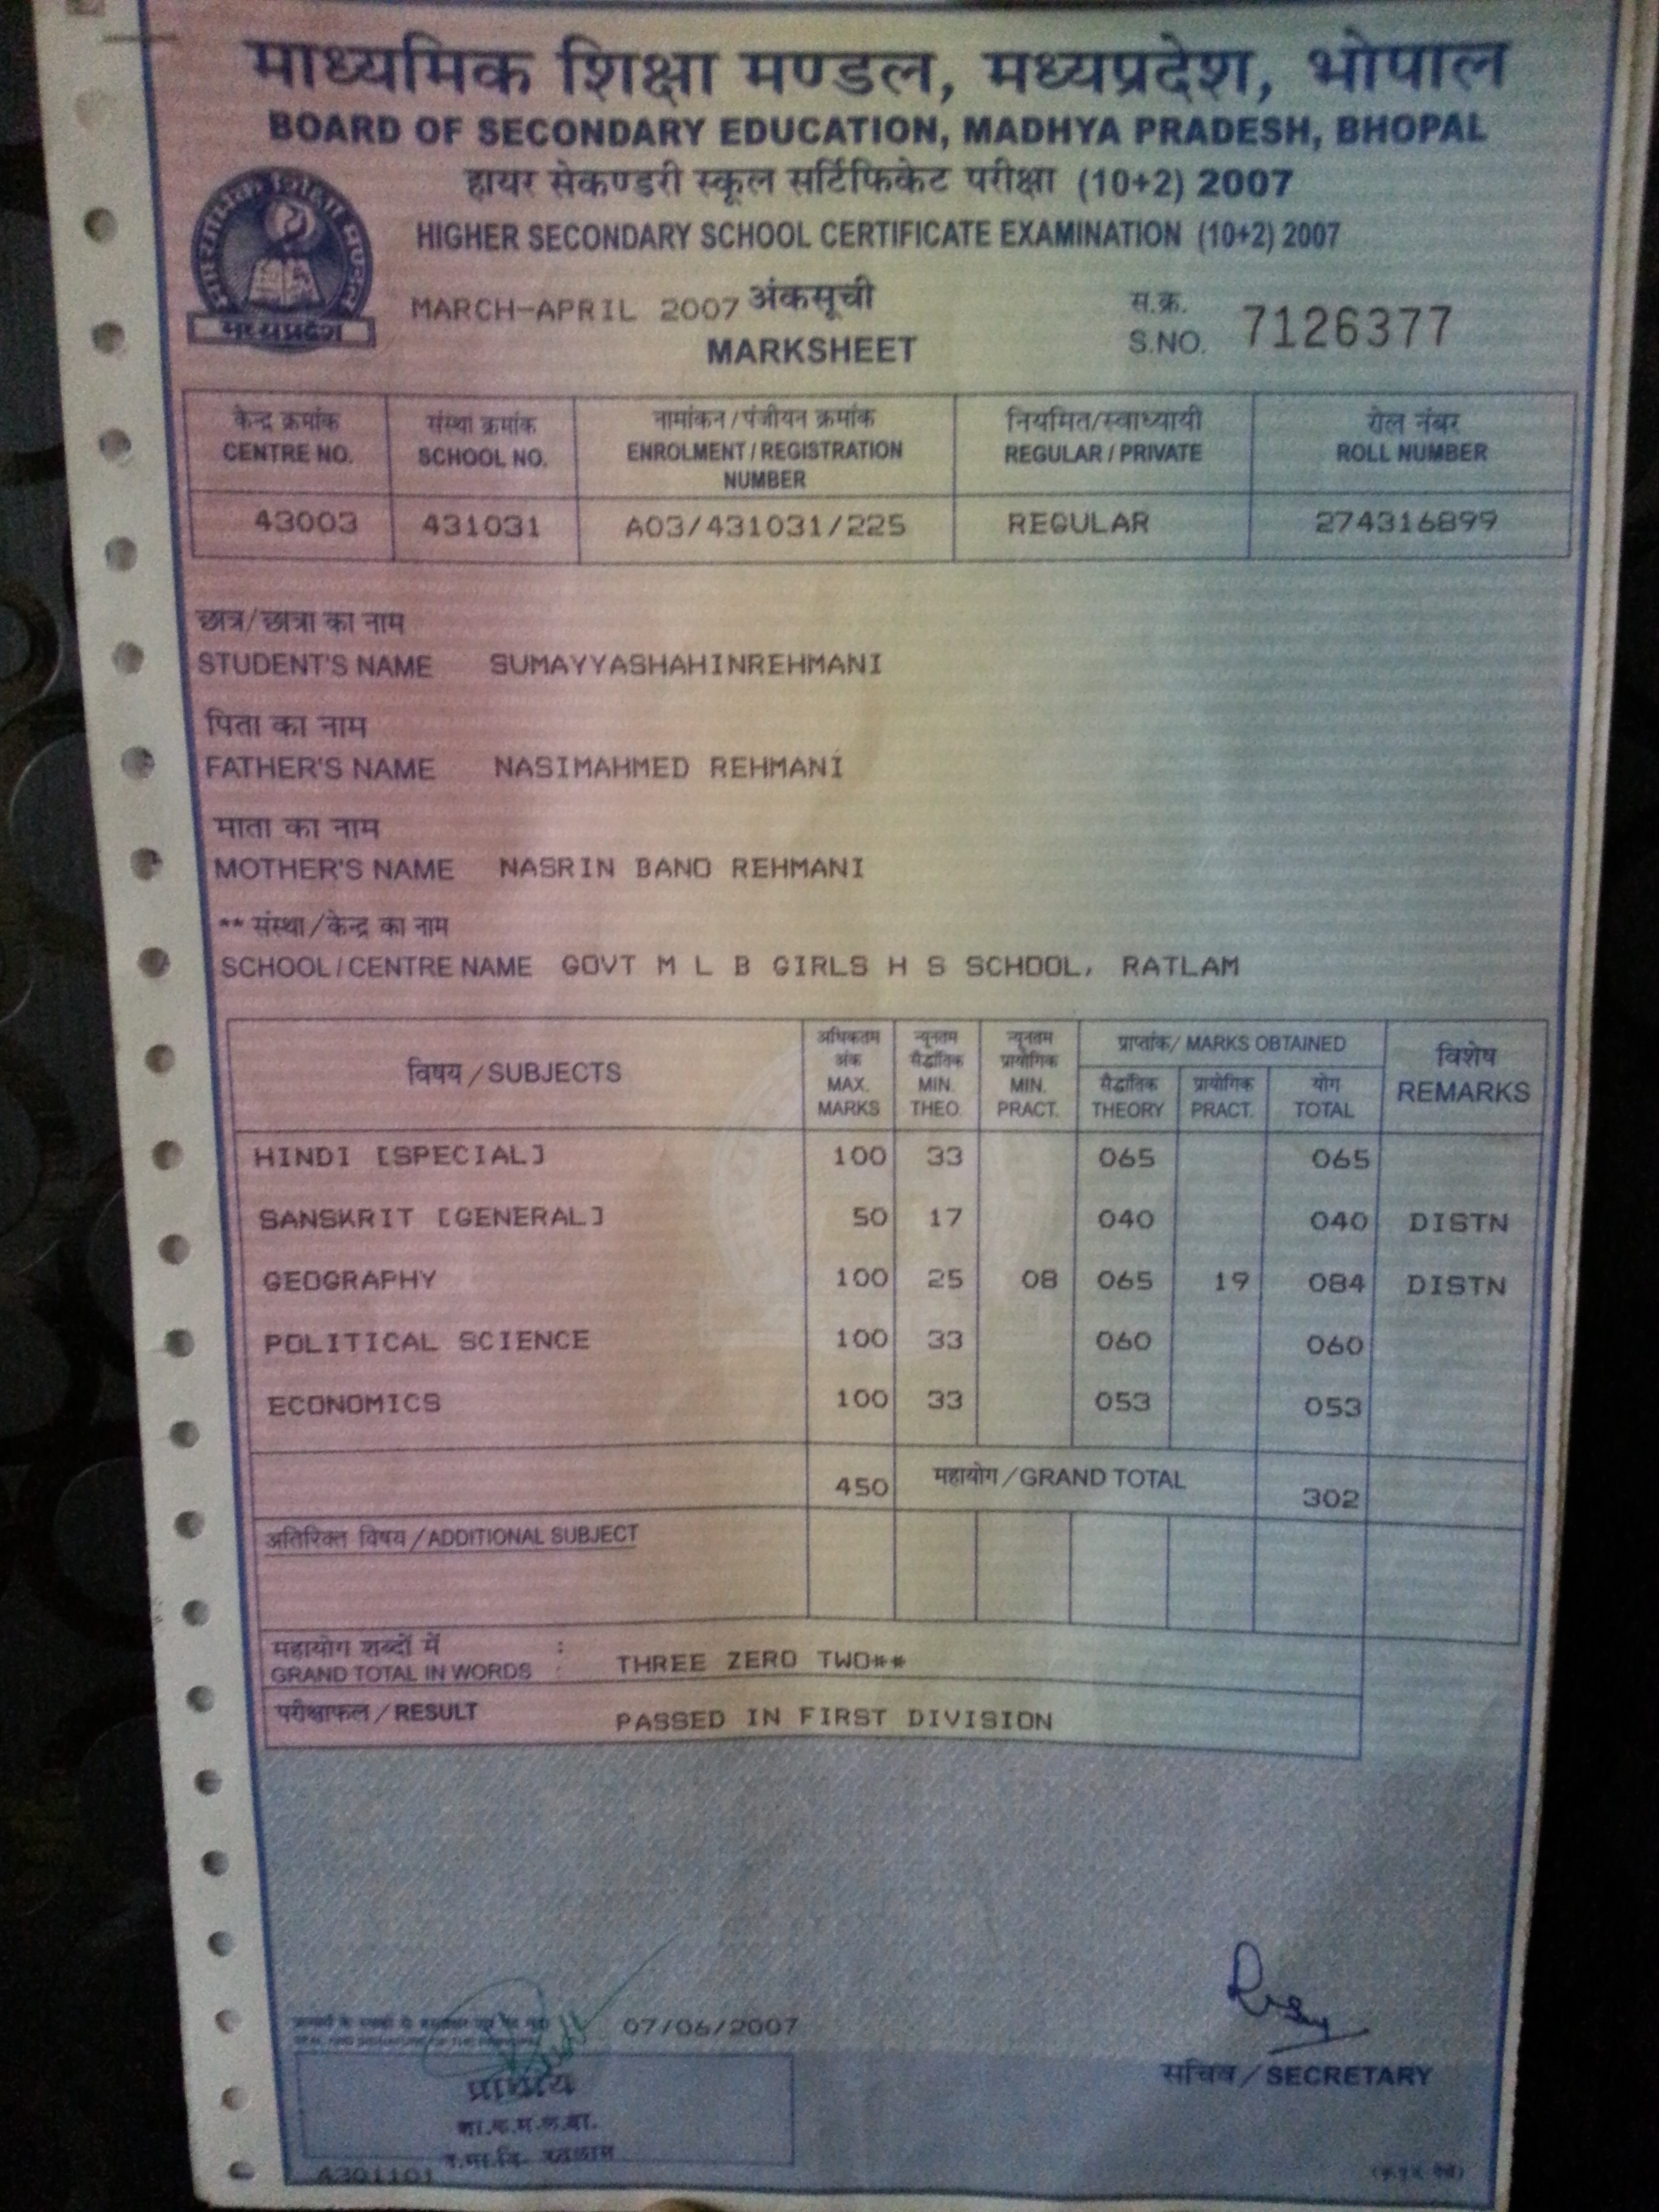 माध्यमिक शिक्षा मण्डल, मध्यप्रदेश, भोपाल
BOARD OF SECONDARY EDUCATION, MADHYA PRADESH, BHOPAL
हायर सेकण्डरी स्कूल सर्टिफिकेट परीक्षा (10+2) 2007
HIGHER SECONDARY SCHOOL CERTIFICATE EXAMINATION (10+2) 2007
मध्यप्रदेश
MARCH-APRIL 2007 अंकसूची
MARKSHEET
स.क्र.
S.NO. 7126377
केन्द्र क्रमांक संस्था क्रमांक नामांकन/पंजीयन क्रमांक नियमित/स्वाध्यायी रोल नंबर
CENTRE NO. SCHOOL NO. ENROLMENT/REGISTRATION NUMBER REGULAR/PRIVATE ROLL NUMBER
43003 431031 A03/431031/225 REGULAR 274316899
छात्र/छात्रा का नाम
STUDENT'S NAME SUMAYYASHAHINREHMANI
पिता का नाम
FATHER'S NAME NASIMAHMED REHMANI
माता का नाम
MOTHER'S NAME NASRIN BANO REHMANI
** संस्था/केन्द्र का नाम
SCHOOL/CENTRE NAME GOVT M L B GIRLS H S SCHOOL, RATLAM
विषय/SUBJECTS
अधिकतम अंक MAX. MARKS
न्यूनतम सैद्धांतिक MIN. THEO.
न्यूनतम प्रायोगिक MIN. PRACT.
प्राप्तांक/MARKS OBTAINED
सैद्धांतिक THEORY
प्रायोगिक PRACT.
योग TOTAL
विशेष REMARKS
HINDI [SPECIAL] 100 33 065 065
SANSKRIT [GENERAL] 50 17 040 040 DISTN
GEOGRAPHY 100 25 08 065 19 084 DISTN
POLITICAL SCIENCE 100 33 060 060
ECONOMICS 100 33 053 053
450 महायोग/GRAND TOTAL 302
अतिरिक्त विषय/ADDITIONAL SUBJECT
महायोग शब्दों में :
GRAND TOTAL IN WORDS : THREE ZERO TWO**
परीक्षाफल/RESULT PASSED IN FIRST DIVISION
07/06/2007
सचिव/SECRETARY
प्राचार्य
4301101